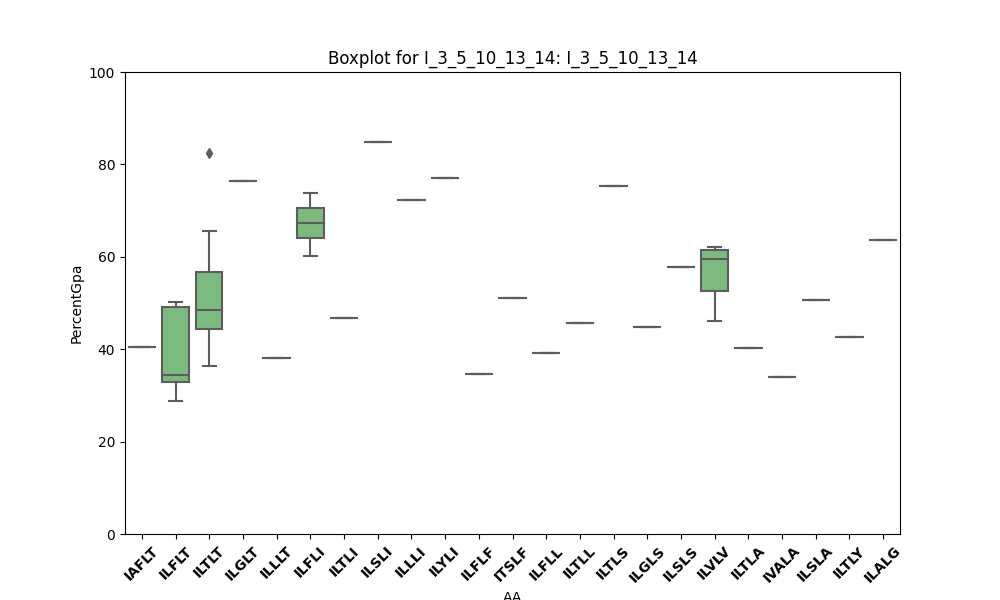 Boxplot for I_3_5_10_13_14: I_3_5_10_13_14
100
80
60
40
20
0
PercentGpa
IAFLT ILFLT ILTLT ILGLT ILLLT ILFLI ILTLI ILSLI ILLLI ILYLI ILFLF ITSLF ILFLL ILTLL ILTLS ILGLS ILSLS ILVLV ILTLA IVALA ILSLA ILTLY ILALG
AA